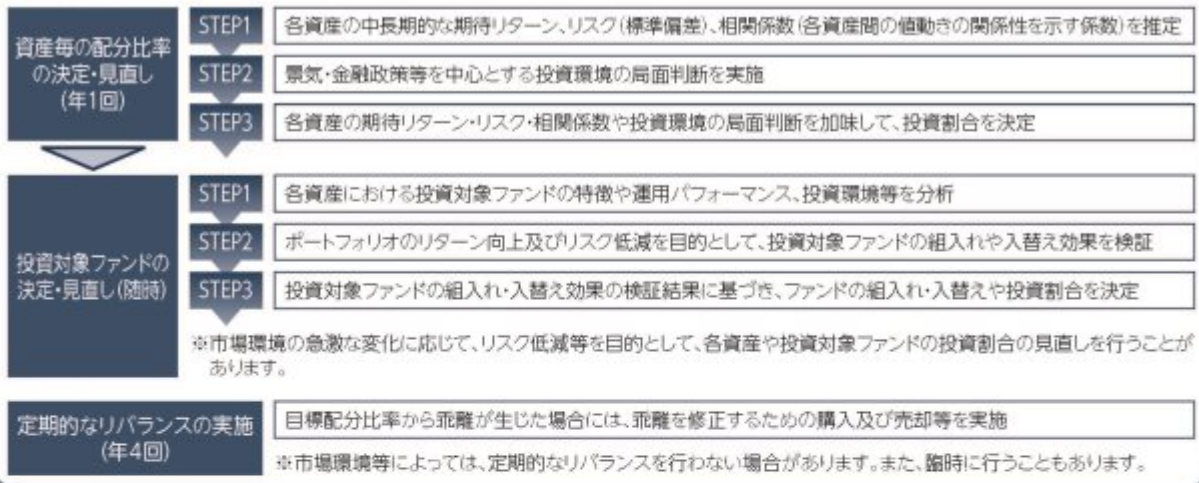 資産毎の配分比率
の決定・見直し
(年1回)
STEP1
各資産の中長期的な期待リターン、リスク(標準偏差)、相関係数(各資産間の値動きの関係性を示す係数)を推定
STEP2
景気・金融政策等を中心とする投資環境の局面判断を実施
STEP3
各資産の期待リターン・リスク・相関係数や投資環境の局面判断を加味して、投資割合を決定
投資対象ファンドの
決定・見直し(随時)
STEP1
各資産における投資対象ファンドの特徴や運用パフォーマンス、投資環境等を分析
STEP2
ポートフォリオのリターン向上及びリスク低減を目的として、投資対象ファンドの組入れや入替え効果を検証
STEP3
投資対象ファンドの組入れ・入替え効果の検証結果に基づき、ファンドの組入れ・入替えや投資割合を決定
※市場環境の急激な変化に応じて、リスク低減等を目的として、各資産や投資対象ファンドの投資割合の見直しを行うことが
あります。
定期的なリバランスの実施
(年4回)
目標配分比率から乖離が生じた場合には、乖離を修正するための購入及び売却等を実施
※市場環境等によっては、定期的なリバランスを行わない場合があります。また、臨時に行うこともあります。